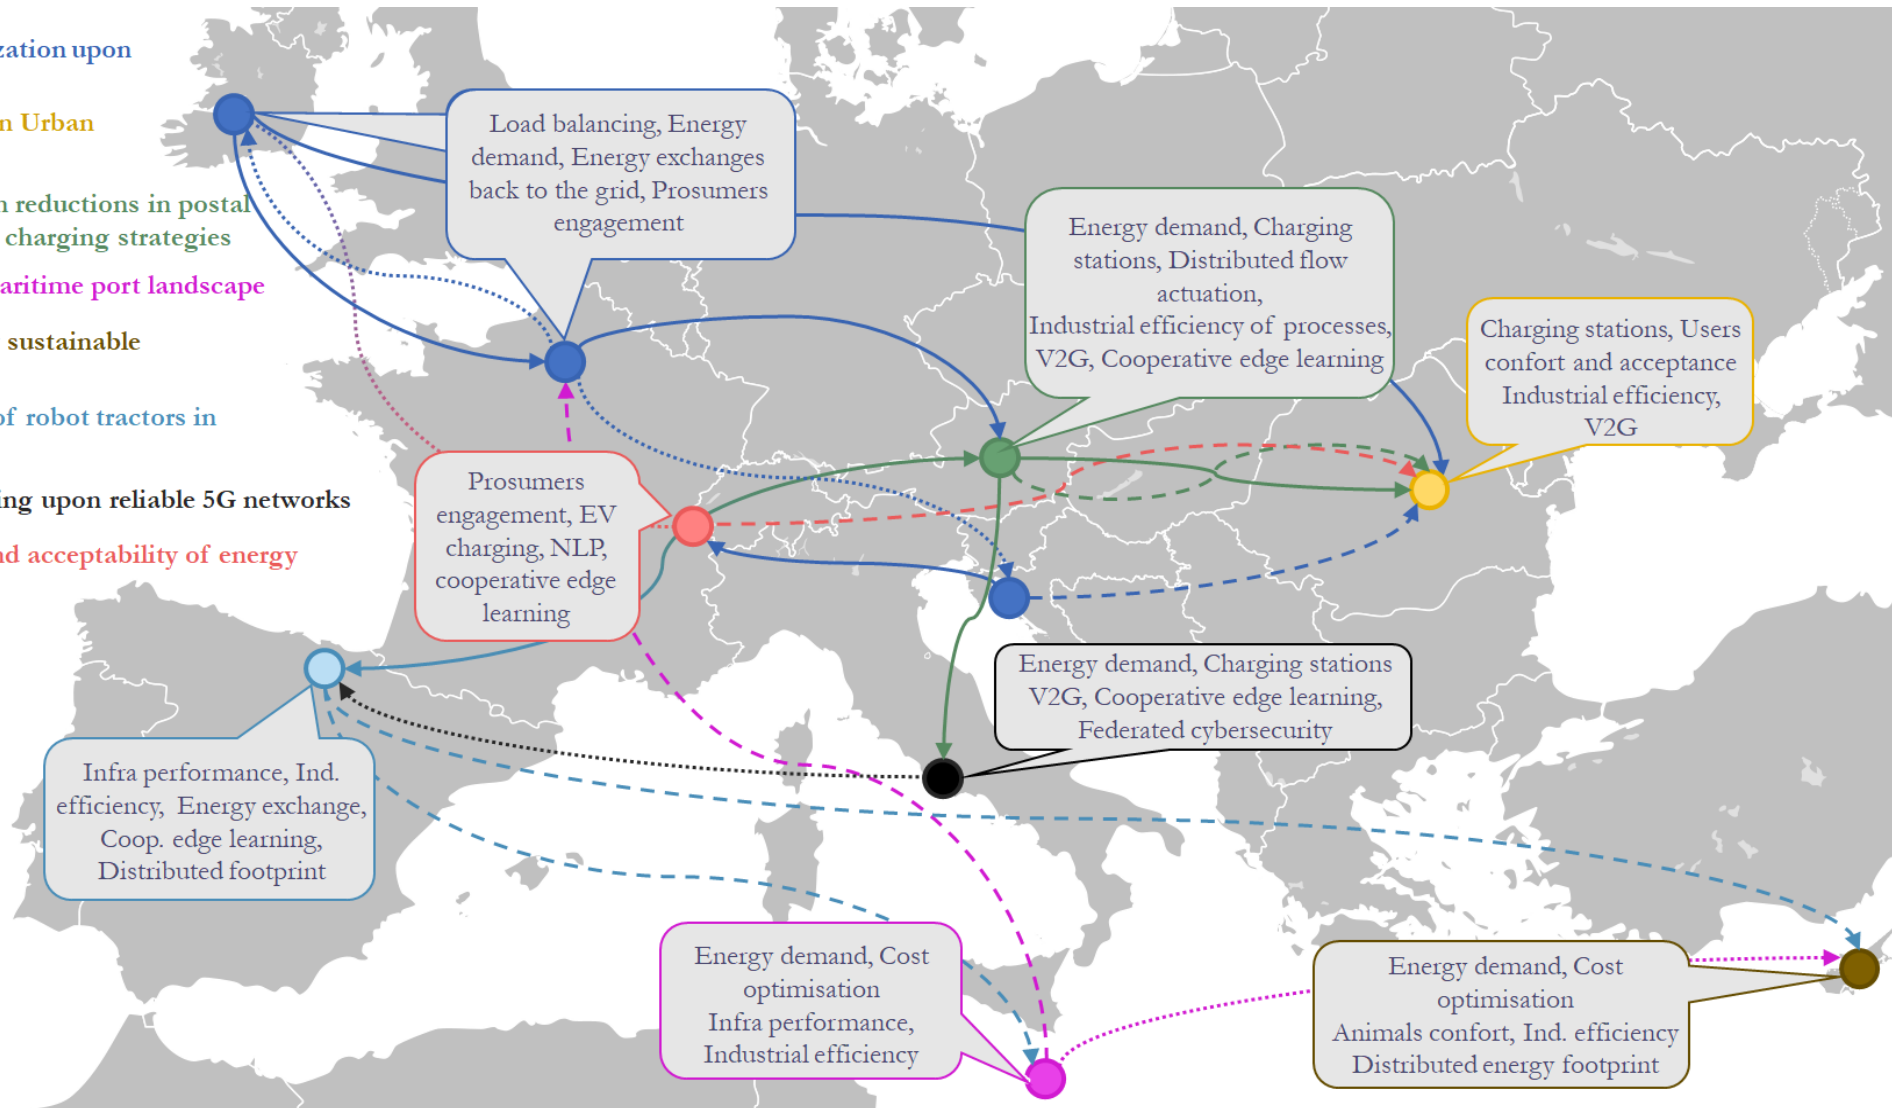 zation upon
n Urban
n reductions in postal
charging strategies
aritime port landscape
sustainable
of robot tractors in
ing upon reliable 5G networks
nd acceptability of energy
Load balancing, Energy
demand, Energy exchanges
back to the grid, Prosumers
engagement
Energy demand, Charging
stations, Distributed flow
actuation,
Industrial efficiency of processes,
V2G, Cooperative edge learning
Charging stations, Users
confort and acceptance
Industrial efficiency,
V2G
Prosumers
engagement, EV
charging, NLP,
cooperative edge
learning
Energy demand, Charging stations
V2G, Cooperative edge learning,
Federated cybersecurity
Infra performance, Ind.
efficiency, Energy exchange,
Coop. edge learning,
Distributed footprint
Energy demand, Cost
optimisation
Infra performance,
Industrial efficiency
Energy demand, Cost
optimisation
Animals confort, Ind. efficiency
Distributed energy footprint